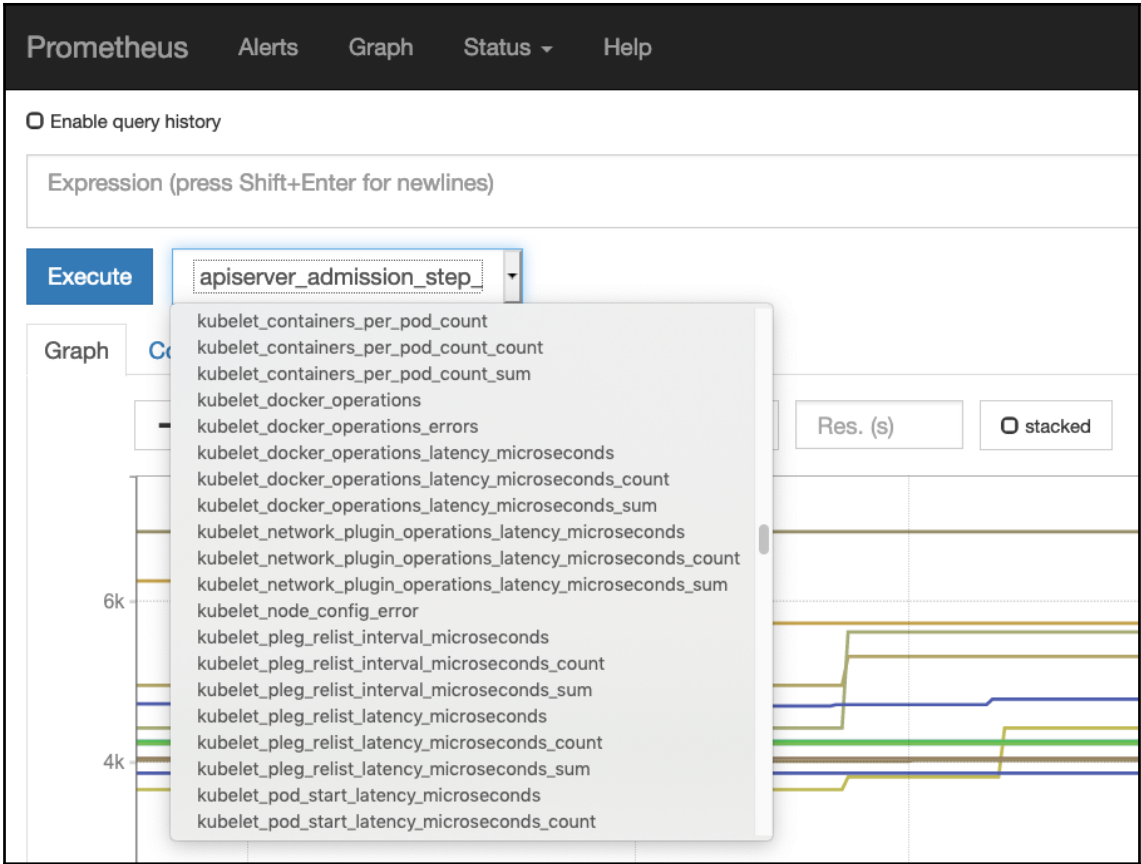 Prometheus Alerts Graph Status Help
Enable query history
Expression (press Shift+Enter for newlines)
Execute apiserver_admission_step_
kubelet_containers_per_pod_count
kubelet_containers_per_pod_count_count
kubelet_containers_per_pod_count_sum
kubelet_docker_operations
kubelet_docker_operations_errors
kubelet_docker_operations_latency_microseconds
kubelet_docker_operations_latency_microseconds_count
kubelet_docker_operations_latency_microseconds_sum
kubelet_network_plugin_operations_latency_microseconds
kubelet_network_plugin_operations_latency_microseconds_count
kubelet_network_plugin_operations_latency_microseconds_sum
kubelet_node_config_error
kubelet_pleg_relist_interval_microseconds
kubelet_pleg_relist_interval_microseconds_count
kubelet_pleg_relist_interval_microseconds_sum
kubelet_pleg_relist_latency_microseconds
kubelet_pleg_relist_latency_microseconds_count
kubelet_pleg_relist_latency_microseconds_sum
kubelet_pod_start_latency_microseconds
kubelet_pod_start_latency_microseconds_count
Graph
Res. (s) stacked
6k
4k